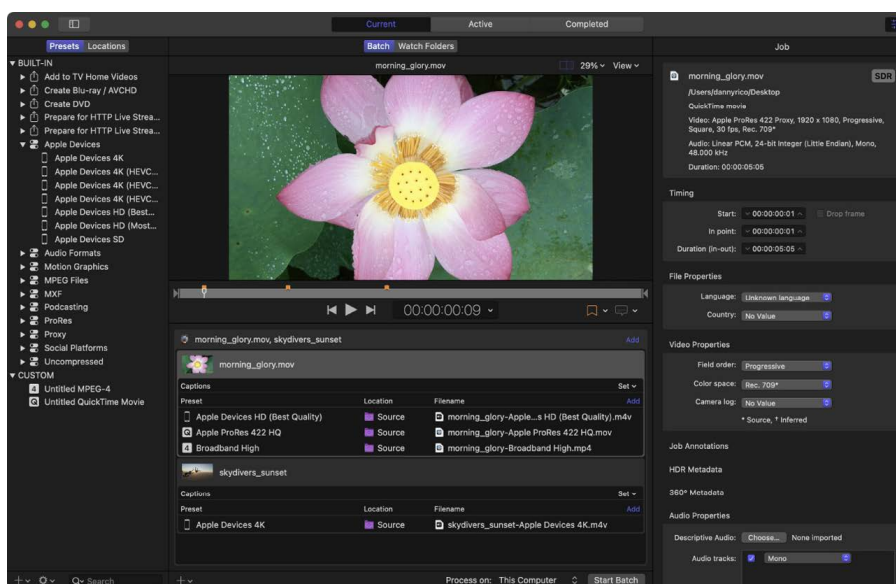 Current Active Completed
Presets Locations
Batch Watch Folders
Job
morning_glory.mov 29% View
BUILT-IN
Add to TV Home Videos
Create Blu-ray / AVCHD
Create DVD
Prepare for HTTP Live Strea...
Prepare for HTTP Live Strea...
Apple Devices
Apple Devices 4K
Apple Devices 4K (HEVC...
Apple Devices 4K (HEVC...
Apple Devices 4K (HEVC...
Apple Devices HD (Best...
Apple Devices HD (Most...
Apple Devices SD
Audio Formats
Motion Graphics
MPEG Files
MXF
Podcasting
ProRes
Proxy
Social Platforms
Uncompressed
CUSTOM
4 Untitled MPEG-4
Q Untitled QuickTime Movie
Search
00:00:00:09
morning_glory.mov, skydivers_sunset Add
morning_glory.mov
Captions Set
Preset Location Filename Add
Apple Devices HD (Best Quality) Source morning_glory-Apple...s HD (Best Quality).m4v
Q Apple ProRes 422 HQ Source morning_glory-Apple ProRes 422 HQ.mov
4 Broadband High Source morning_glory-Broadband High.mp4
skydivers_sunset
Captions Set
Preset Location Filename Add
Apple Devices 4K Source skydivers_sunset-Apple Devices 4K.m4v
Process on: This Computer Start Batch
morning_glory.mov SDR
/Users/dannyrico/Desktop
QuickTime movie
Video: Apple ProRes 422 Proxy, 1920 x 1080, Progressive,
Square, 30 fps, Rec. 709*
Audio: Linear PCM, 24-bit Integer (Little Endian), Mono,
48.000 kHz
Duration: 00:00:05:05
Timing
Start: 00:00:00:01 Drop frame
In point: 00:00:00:01
Duration (in-out): 00:00:05:05
File Properties
Language: Unknown language
Country: No Value
Video Properties
Field order: Progressive
Color space: Rec. 709*
Camera log: No Value
* Source, † Inferred
Job Annotations
HDR Metadata
360° Metadata
Audio Properties
Descriptive Audio: Choose... None imported
Audio tracks: Mono